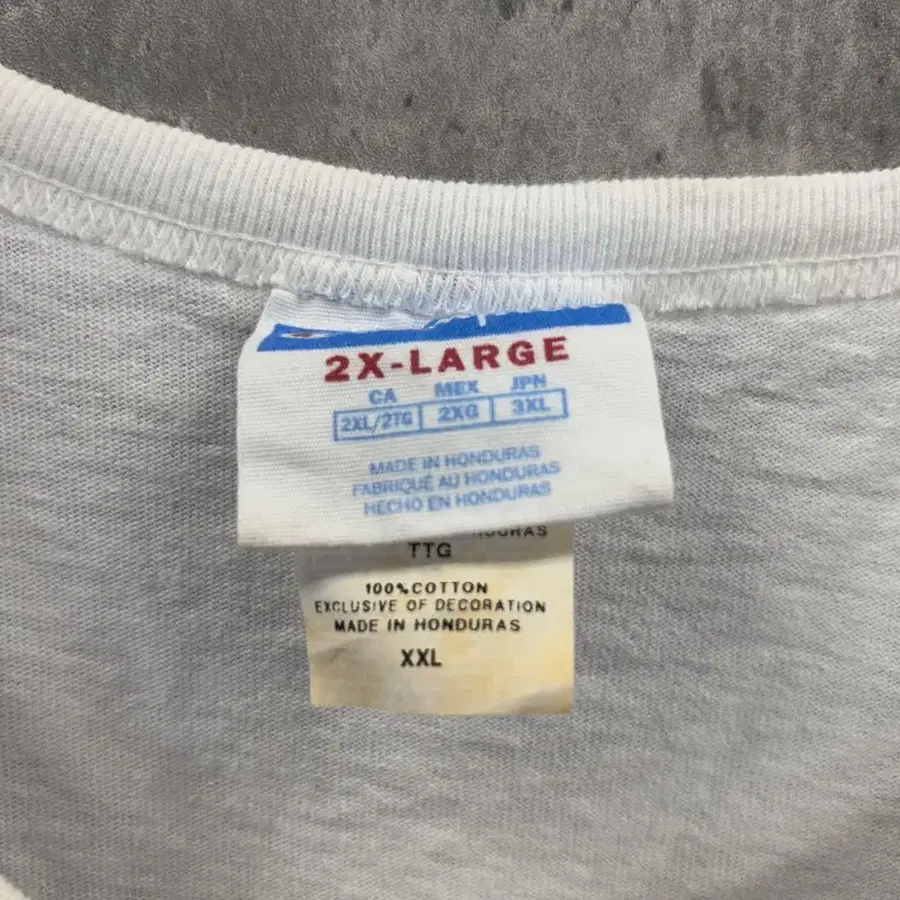 2X-LARGE
CA MEX JPN
2XL/2TG 2XG 3XL
MADE IN HONDURAS
FABRIQUÉ AU HONDURAS
HECHO EN HONDURAS
TTG
100% COTTON
EXCLUSIVE OF DECORATION
MADE IN HONDURAS
XXL